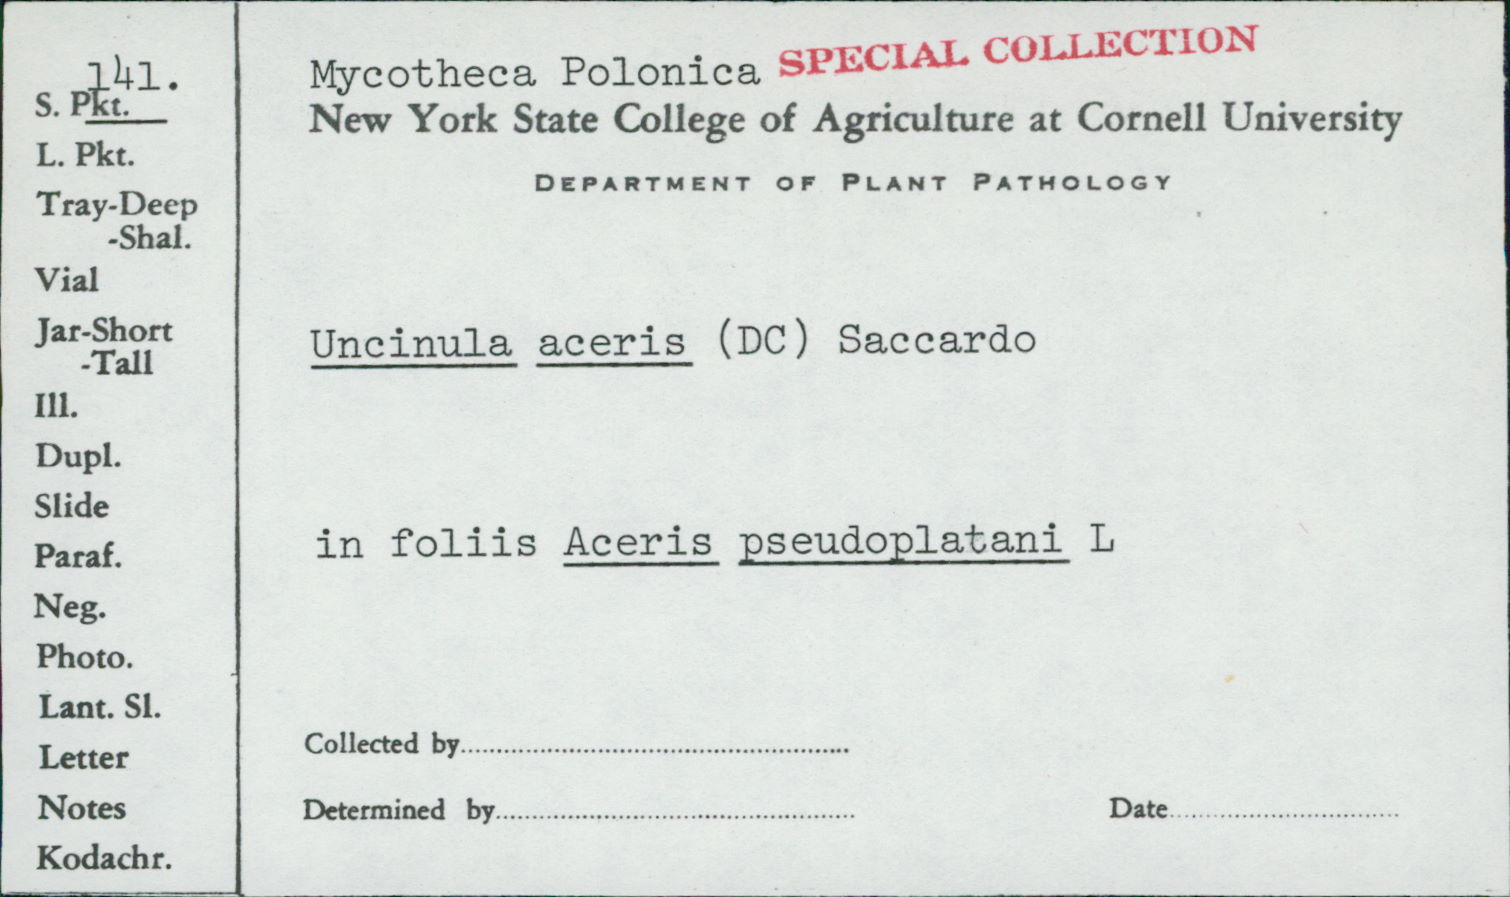 141.
S. Pkt.
L. Pkt.
Tray-Deep
-Shal.
Vial
Jar-Short
-Tall
Ill.
Dupl.
Slide
Paraf.
Neg.
Photo.
Lant. Sl.
Letter
Notes
Kodachr.
Mycotheca Polonica SPECIAL COLLECTION
New York State College of Agriculture at Cornell University
DEPARTMENT OF PLANT PATHOLOGY
Uncinula aceris (DC) Saccardo
in foliis Aceris pseudoplatani L
Collected by
Determined by Date